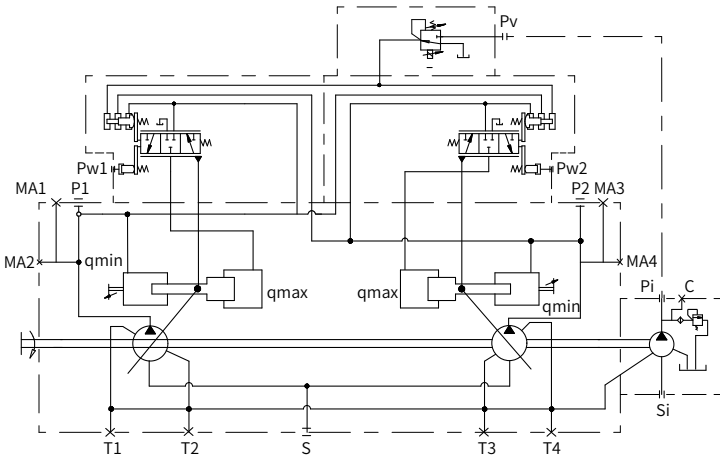 Pv
Pw1
Pw2
MA1
P1
P2
MA3
MA2
qmin
MA4
qmax
qmax
qmin
Pi
C
Si
T1
T2
S
T3
T4